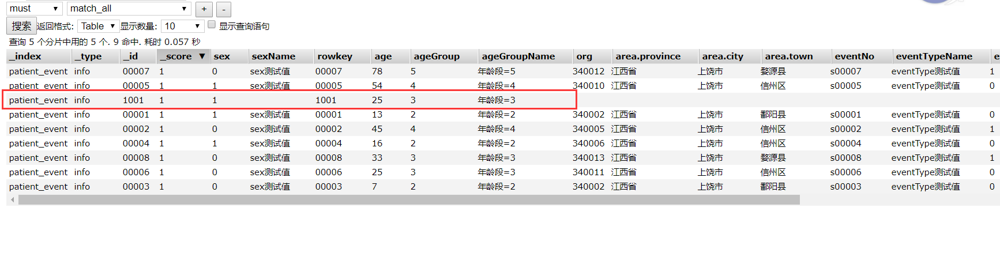 must match_all + -
搜索 返回格式: Table 显示数量: 10 显示查询语句
查询 5 个分片中用的 5 个. 9 命中. 耗时 0.057 秒
_index _type _id _score ▼ sex sexName rowkey age ageGroup ageGroupName org area.province area.city area.town eventNo eventTypeName e
patient_event info 00007 1 0 sex测试值 00007 78 5 年龄段=5 340012 江西省 上饶市 婺源县 s00007 eventType测试值 1
patient_event info 00005 1 1 sex测试值 00005 54 4 年龄段=4 340010 江西省 上饶市 信州区 s00005 eventType测试值 0
patient_event info 1001 1 1 1001 25 3 年龄段=3
patient_event info 00001 1 1 sex测试值 00001 13 2 年龄段=2 340002 江西省 上饶市 鄱阳县 s00001 eventType测试值 0
patient_event info 00002 1 0 sex测试值 00002 45 4 年龄段=4 340005 江西省 上饶市 信州区 s00002 eventType测试值 1
patient_event info 00004 1 1 sex测试值 00004 16 2 年龄段=2 340006 江西省 上饶市 信州区 s00004 eventType测试值 0
patient_event info 00008 1 0 sex测试值 00008 33 3 年龄段=3 340013 江西省 上饶市 婺源县 s00008 eventType测试值 1
patient_event info 00006 1 0 sex测试值 00006 25 3 年龄段=3 340011 江西省 上饶市 信州区 s00006 eventType测试值 0
patient_event info 00003 1 0 sex测试值 00003 7 2 年龄段=2 340002 江西省 上饶市 鄱阳县 s00003 eventType测试值 0